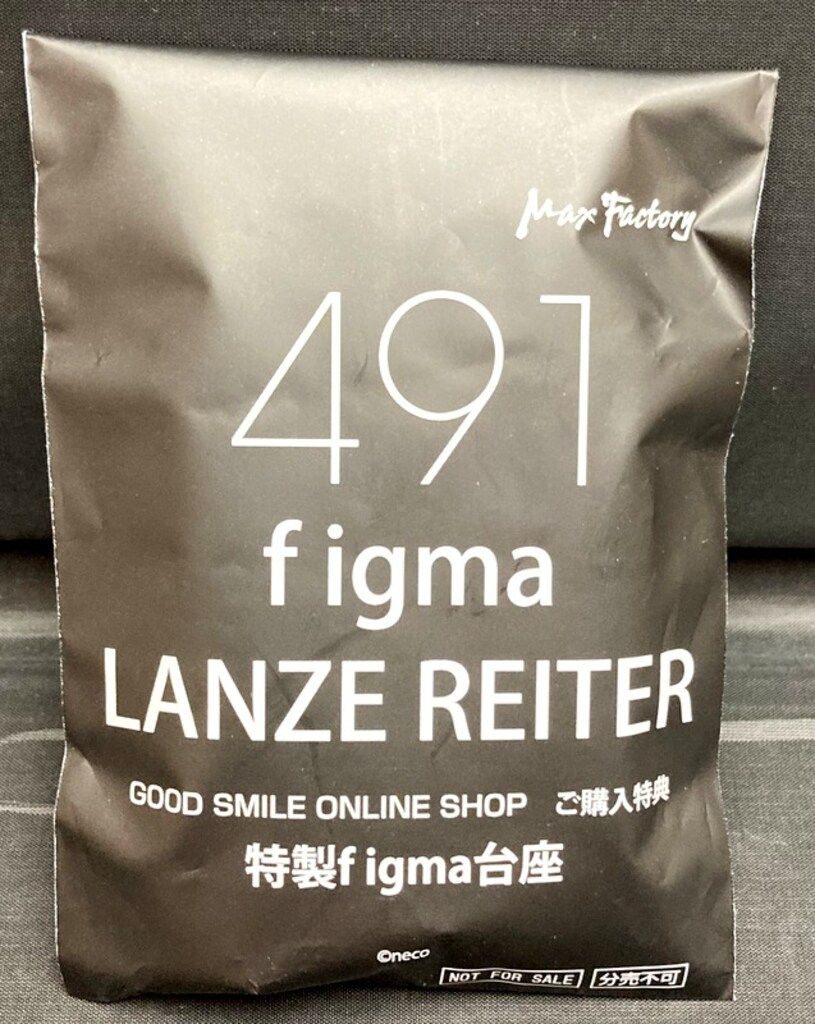 Max Factory
491
figma
LANZE REITER
GOOD SMILE ONLINE SHOP ご購入特典
特製figma台座
©neco
NOT FOR SALE 分売不可